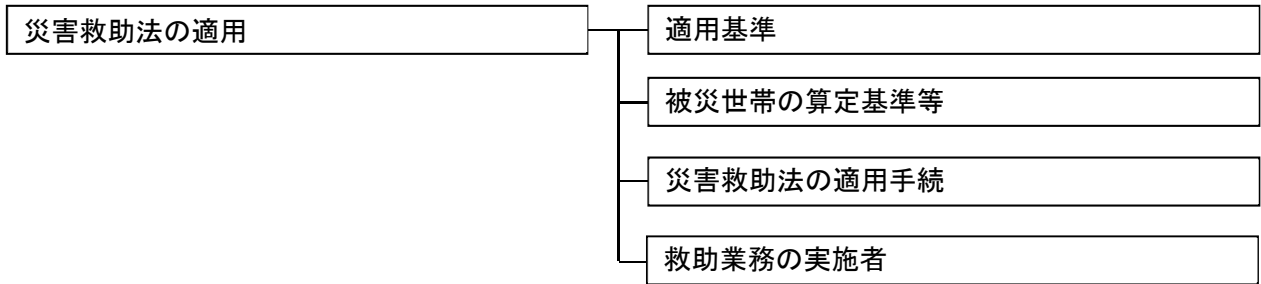 災害救助法の適用
適用基準
被災世帯の算定基準等
災害救助法の適用手続
救助業務の実施者